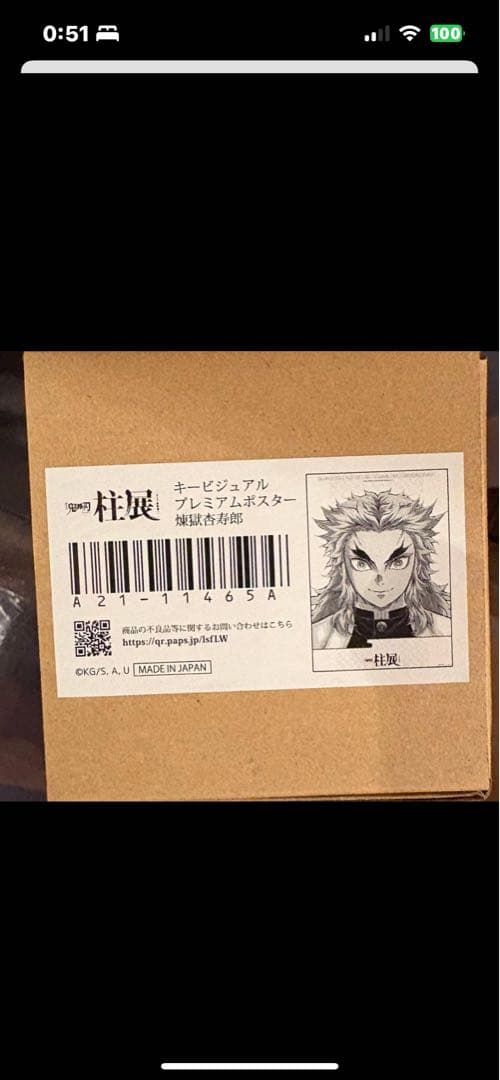 0:51
100
鬼滅の刃 柱展
キービジュアル
プレミアムポスター
煉獄杏寿郎
A21-11465A
商品の不良品等に関するお問い合わせはこちら
https://qr.paps.jp/lsfLW
©KG/S, A, U MADE IN JAPAN
柱展